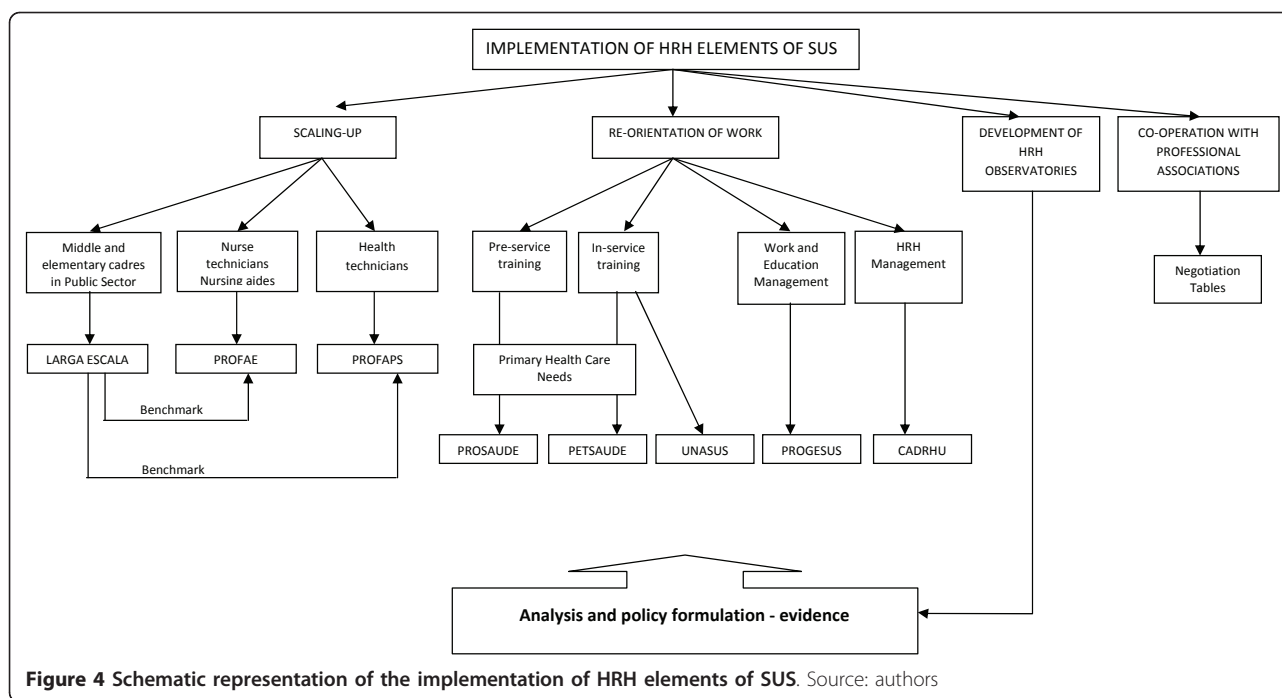 IMPLEMENTATION OF HRH ELEMENTS OF SUS
SCALING-UP
RE-ORIENTATION OF WORK
DEVELOPMENT OF
HRH
OBSERVATORIES
CO-OPERATION WITH
PROFESSIONAL
ASSOCIATIONS
Middle and
elementary cadres
in Public Sector
Nurse
technicians
Nursing aides
Health
technicians
Pre-service
training
In-service
training
Work and
Education
Management
HRH
Management
Negotiation
Tables
LARGA ESCALA
PROFAE
PROFAPS
Primary Health Care
Needs
Benchmark
PROSAUDE
PETSAUDE
UNASUS
PROGESUS
CADRHU
Benchmark
Analysis and policy formulation - evidence
Figure 4 Schematic representation of the implementation of HRH elements of SUS. Source: authors